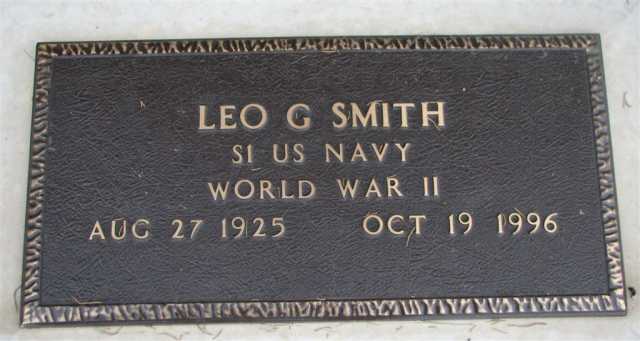 LEO G SMITH
S1 US NAVY
WORLD WAR II
AUG 27 1925 OCT 19 1996